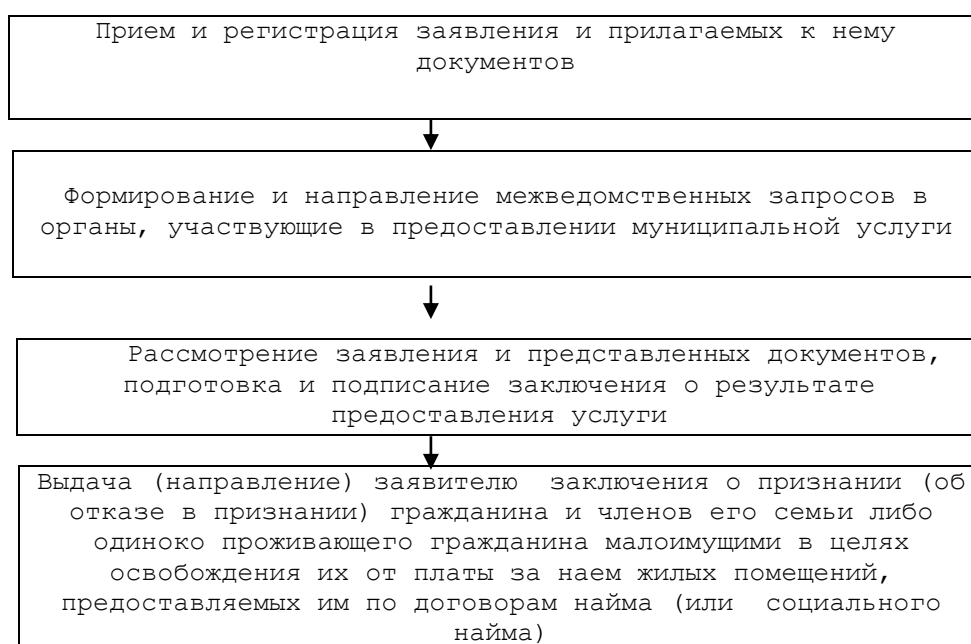 Прием и регистрация заявления и прилагаемых к нему
документов
Формирование и направление межведомственных запросов в
органы, участвующие в предоставлении муниципальной услуги
Рассмотрение заявления и представленных документов,
подготовка и подписание заключения о результате
предоставления услуги
Выдача (направление) заявителю заключения о признании (об
отказе в признании) гражданина и членов его семьи либо
одиноко проживающего гражданина малоимущими в целях
освобождения их от платы за наем жилых помещений,
предоставляемых им по договорам найма (или социального
найма)